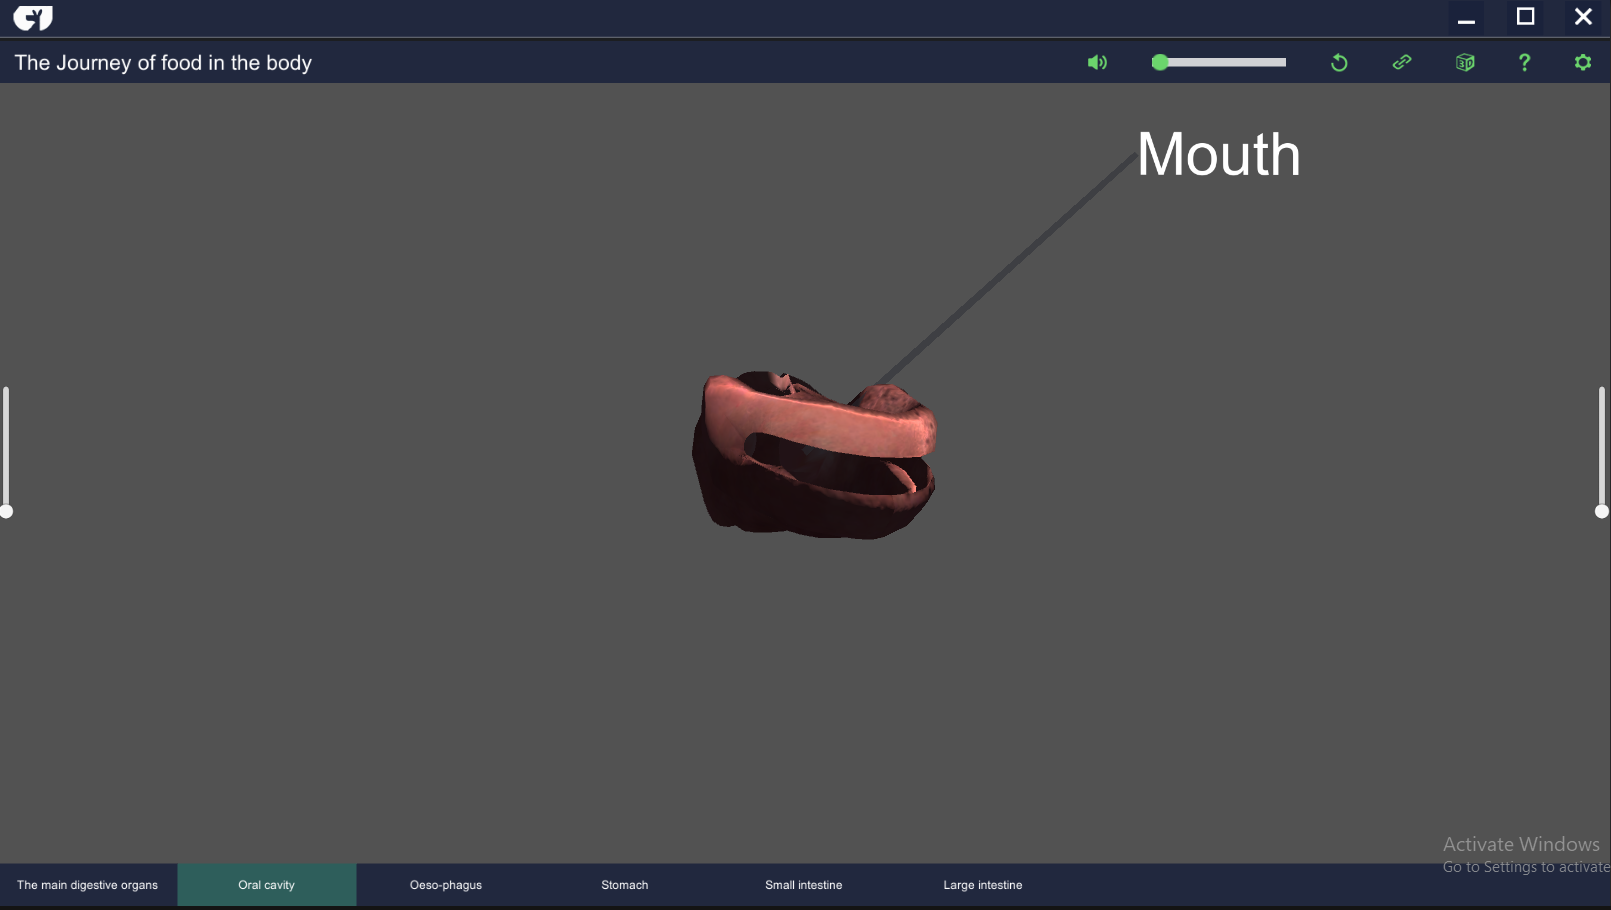 The Journey of food in the body
3D
?
Mouth
Activate Windows
Go to Settings to activate
The main digestive organs
Oral cavity
Oeso-phagus
Stomach
Small intestine
Large intestine